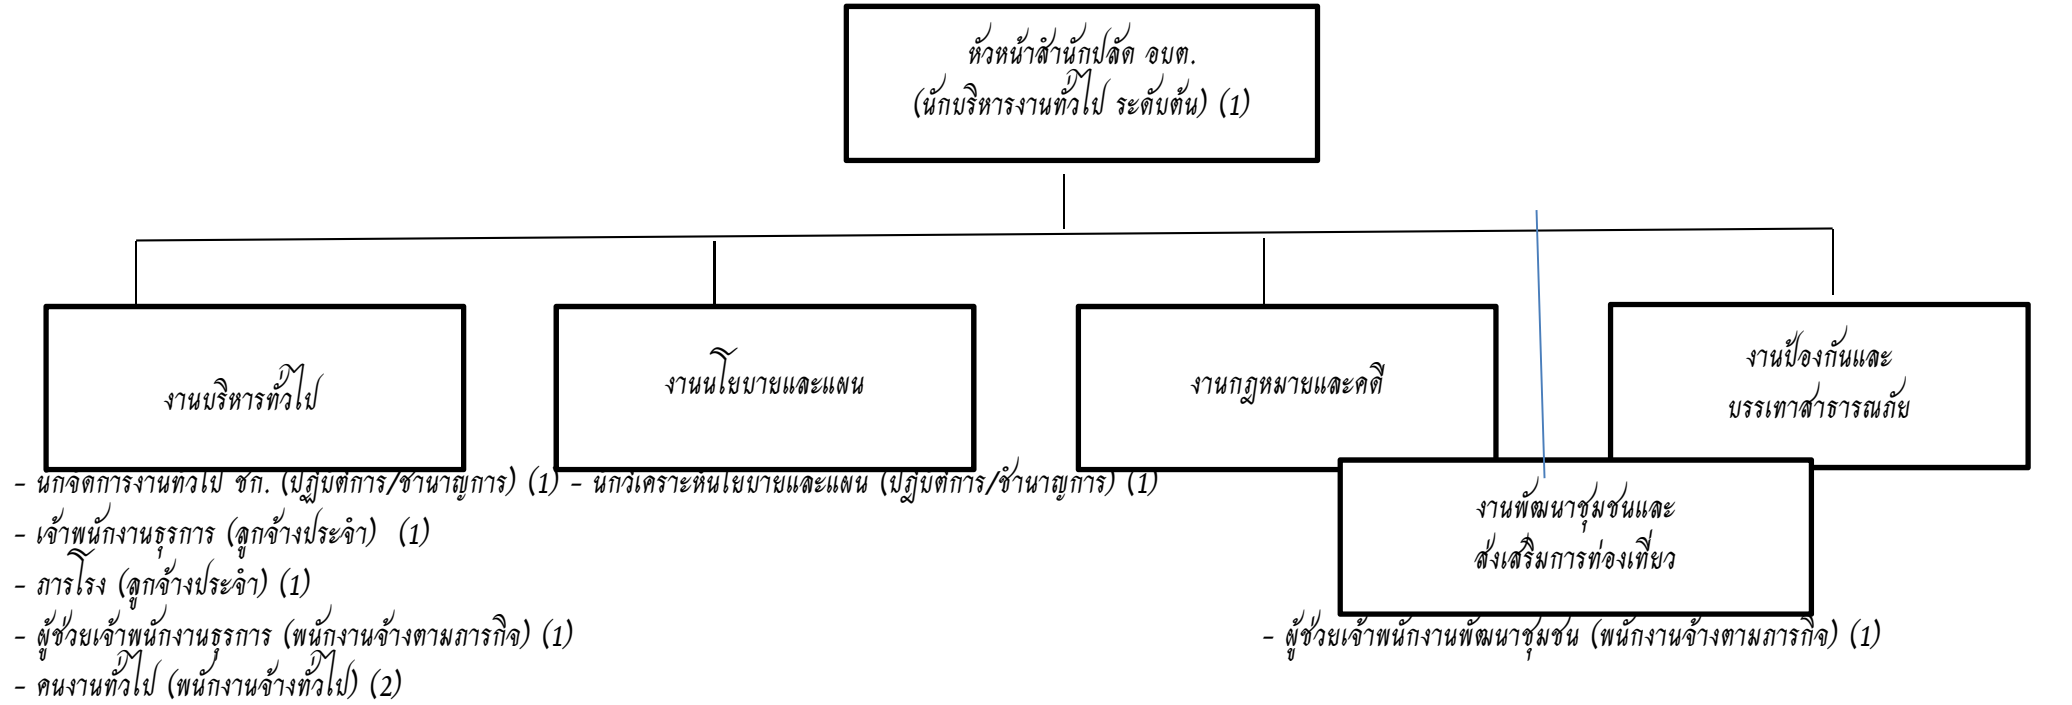 หัวหน้าสำนักปลัด อบต.
(นักบริหารงานทั่วไป ระดับต้น) (1)
งานบริหารทั่วไป
งานนโยบายและแผน
งานกฎหมายและคดี
งานป้องกันและ
บรรเทาสาธารณภัย
- นักจัดการงานทั่วไป ชก. (ปฏิบัติการ/ชำนาญการ) (1)
- นักวิเคราะห์นโยบายและแผน (ปฏิบัติการ/ชำนาญการ) (1)
- เจ้าพนักงานธุรการ (ลูกจ้างประจำ) (1)
- ภารโรง (ลูกจ้างประจำ) (1)
- ผู้ช่วยเจ้าพนักงานธุรการ (พนักงานจ้างตามภารกิจ) (1)
- คนงานทั่วไป (พนักงานจ้างทั่วไป) (2)
งานพัฒนาชุมชนและ
ส่งเสริมการท่องเที่ยว
- ผู้ช่วยเจ้าพนักงานพัฒนาชุมชน (พนักงานจ้างตามภารกิจ) (1)